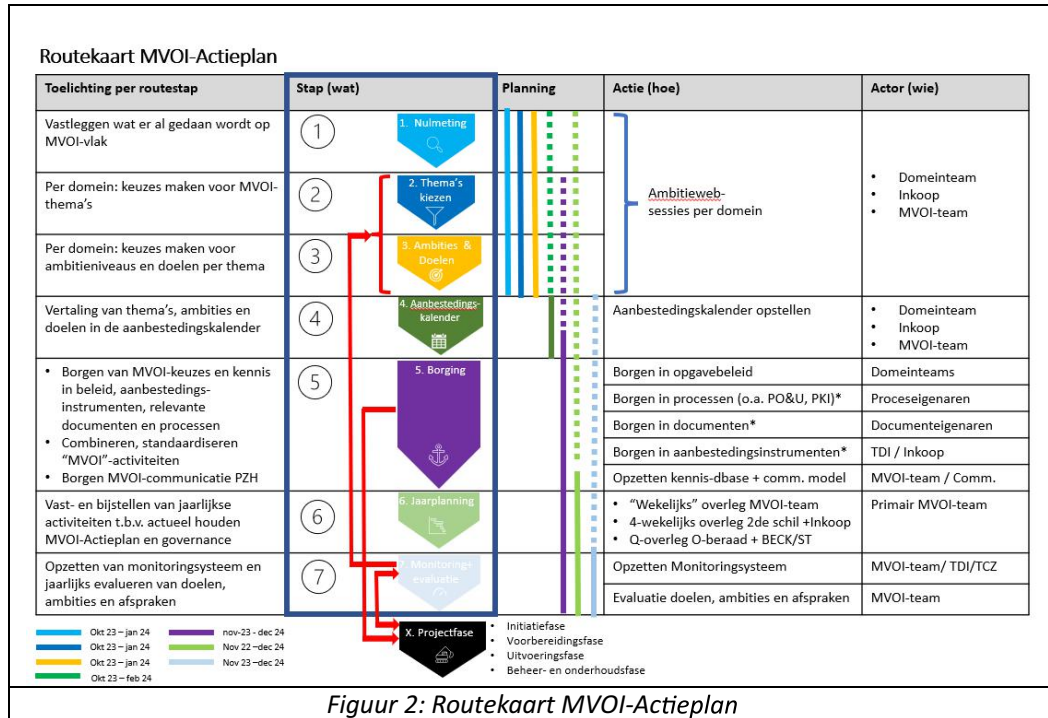 Routekaart MVOI-Actieplan
Toelichting per routestap
Stap (wat)
Planning
Actie (hoe)
Actor (wie)
Vastleggen wat er al gedaan wordt op
MVOI-vlak
1
1. Nulmeting
Ambitieweb-
sessies per domein
• Domeinteam
• Inkoop
• MVOI-team
Per domein: keuzes maken voor MVOI-
thema's
2
2. Thema's
kiezen
Per domein: keuzes maken voor
ambitieniveaus en doelen per thema
3
3. Ambities &
Doelen
Vertaling van thema's, ambities en
doelen in de aanbestedingskalender
4
4. Aanbestedings-
kalender
Aanbestedingskalender opstellen
• Domeinteam
• Inkoop
• MVOI-team
• Borgen van MVOI-keuzes en kennis
in beleid, aanbestedings-
instrumenten, relevante
documenten en processen
• Combineren, standaardiseren
"MVOI"-activiteiten
• Borgen MVOI-communicatie PZH
5
5. Borging
Borgen in opgavebeleid
Domeinteams
Borgen in processen (o.a. PO&U, PKI)*
Proceseigenaren
Borgen in documenten*
Documenteigenaren
Borgen in aanbestedingsinstrumenten*
TDI / Inkoop
Opzetten kennis-dbase + comm. model
MVOI-team / Comm.
Vast- en bijstellen van jaarlijkse
activiteiten t.b.v. actueel houden
MVOI-Actieplan en governance
6
6. Jaarplanning
• "Wekelijks" overleg MVOI-team
• 4-wekelijks overleg 2de schil +Inkoop
• Q-overleg O-beraad + BECK/ST
Primair MVOI-team
Opzetten van monitoringsysteem en
jaarlijks evalueren van doelen,
ambities en afspraken
7
7. Monitoring+
evaluatie
Opzetten Monitoringsysteem
MVOI-team/ TDI/TCZ
Evaluatie doelen, ambities en afspraken
MVOI-team
Okt 23 – jan 24
Okt 23 – jan 24
Okt 23 – jan 24
Okt 23 – feb 24
nov-23 - dec 24
Nov 22 –dec 24
Nov 23 –dec 24
X. Projectfase
• Initiatiefase
• Voorbereidingsfase
• Uitvoeringsfase
• Beheer- en onderhoudsfase
Figuur 2: Routekaart MVOI-Actieplan